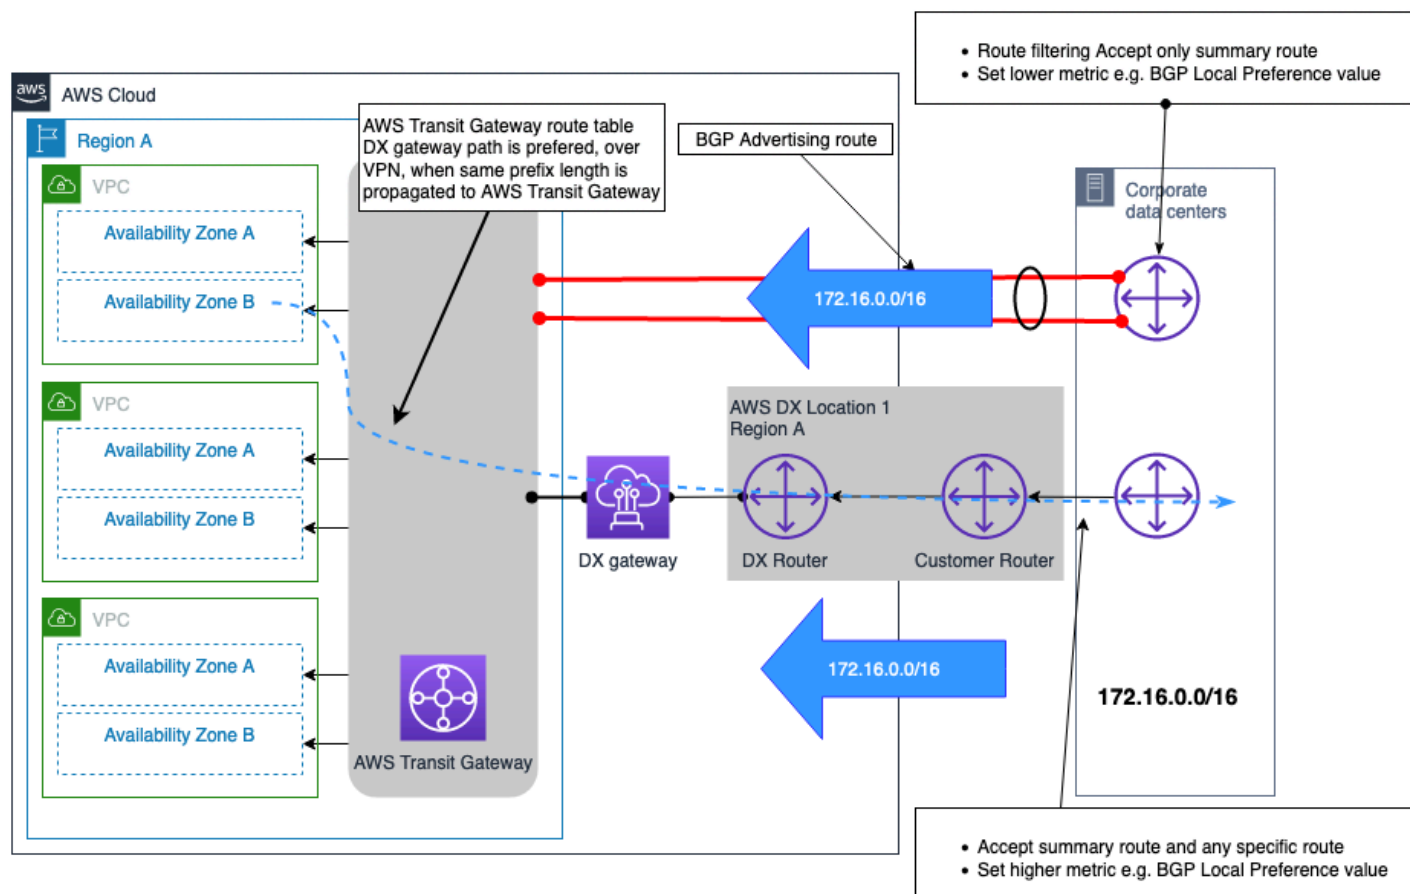 • Route filtering Accept only summary route
• Set lower metric e.g. BGP Local Preference value
aws
AWS Cloud
Region A
AWS Transit Gateway route table
DX gateway path is prefered, over
VPN, when same prefix length is
propagated to AWS Transit Gateway
BGP Advertising route
Corporate
data centers
VPC
Availability Zone A
Availability Zone B
172.16.0.0/16
VPC
Availability Zone A
Availability Zone B
AWS DX Location 1
Region A
DX gateway
DX Router
Customer Router
VPC
Availability Zone A
Availability Zone B
AWS Transit Gateway
172.16.0.0/16
172.16.0.0/16
• Accept summary route and any specific route
• Set higher metric e.g. BGP Local Preference value